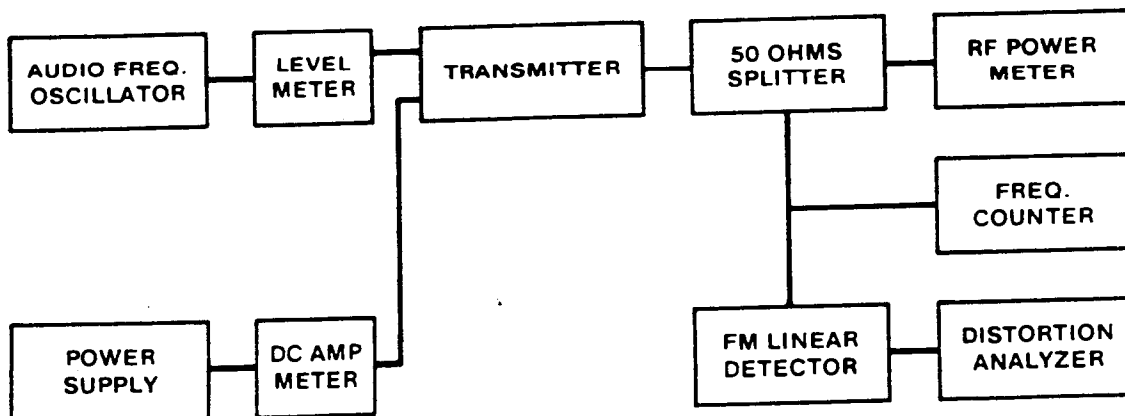 AUDIO FREQ.
OSCILLATOR
LEVEL
METER
TRANSMITTER
50 OHMS
SPLITTER
RF POWER
METER
FREQ.
COUNTER
POWER
SUPPLY
DC AMP
METER
FM LINEAR
DETECTOR
DISTORTION
ANALYZER